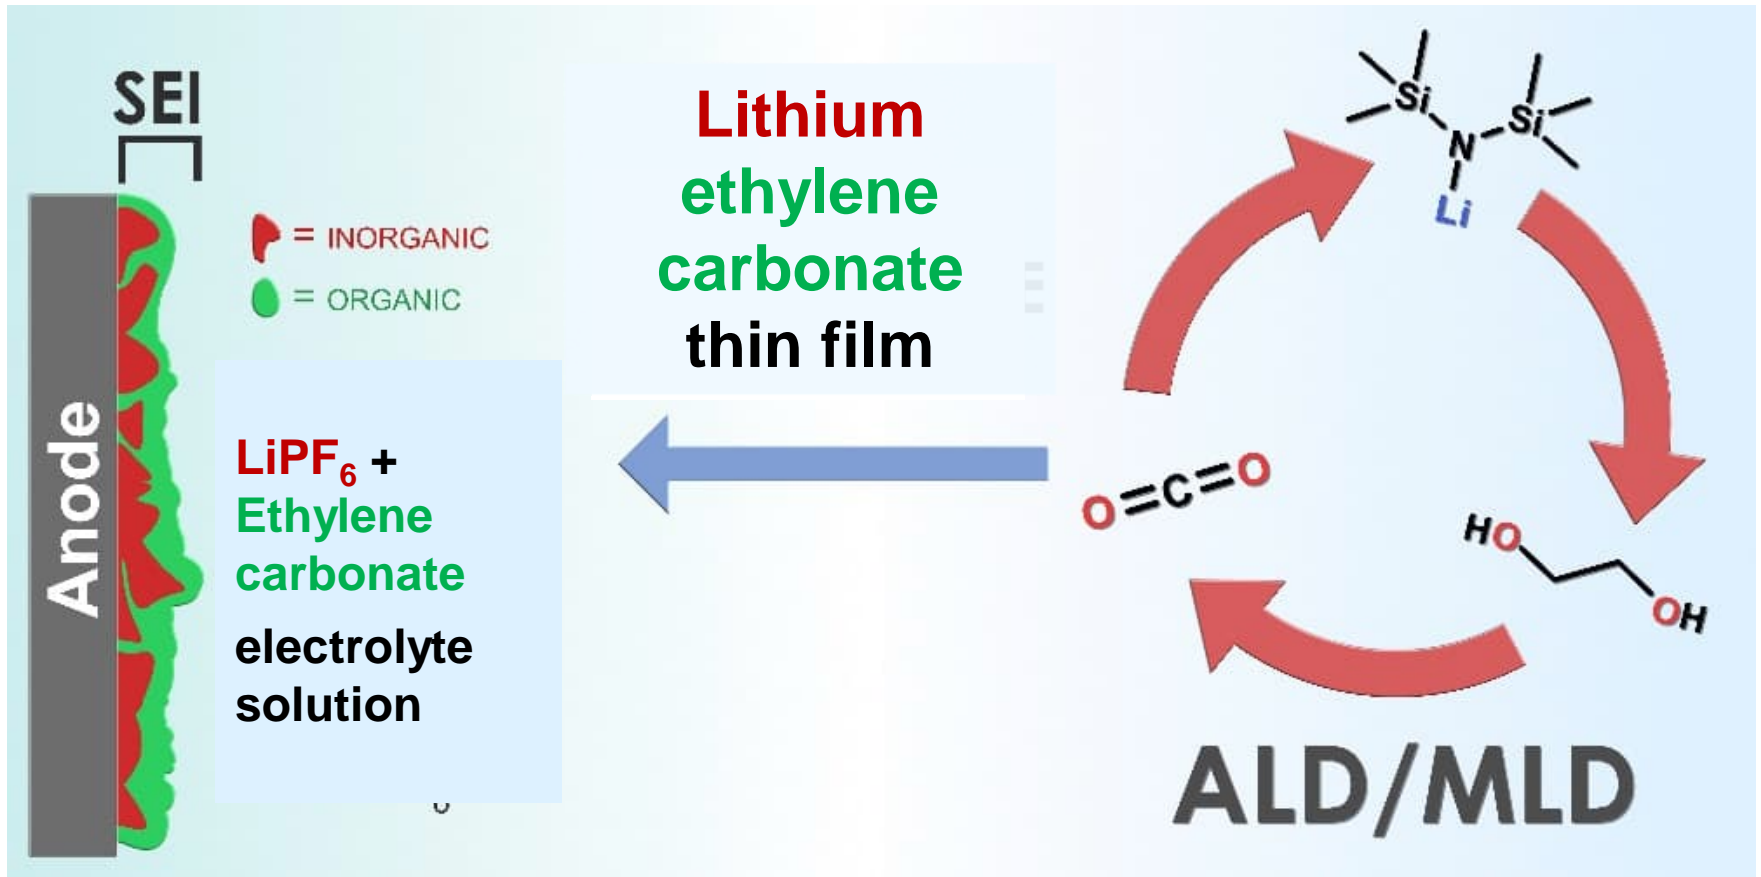 SEI
= INORGANIC
= ORGANIC
Anode
LiPF₆ +
Ethylene
carbonate
electrolyte
solution
Lithium
ethylene
carbonate
thin film
Si
Si
N
Li
O=C=O
HO
OH
ALD/MLD